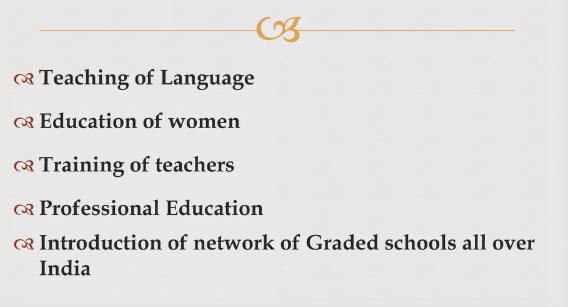 Teaching of Language
Education of women
Training of teachers
Professional Education
Introduction of network of Graded schools all over
India